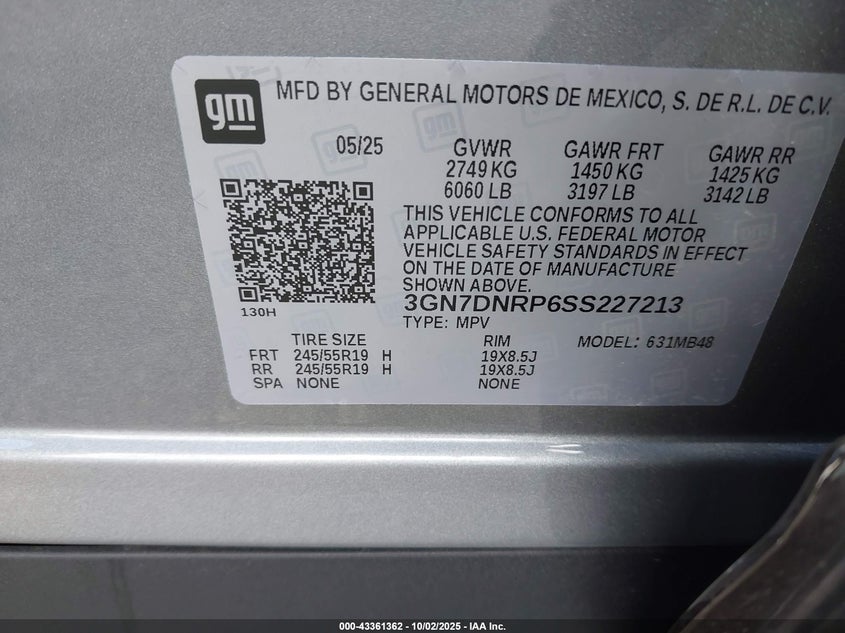 gm
MFD BY GENERAL MOTORS DE MEXICO, S. DE R.L. DE C.V.
05/25 GVWR GAWR FRT GAWR RR
2749 KG 1450 KG 1425 KG
6060 LB 3197 LB 3142 LB
THIS VEHICLE CONFORMS TO ALL
APPLICABLE U.S. FEDERAL MOTOR
VEHICLE SAFETY STANDARDS IN EFFECT
ON THE DATE OF MANUFACTURE
SHOWN ABOVE.
130H
3GN7DNRP6SS227213
TYPE: MPV
TIRE SIZE RIM MODEL: 631MB48
FRT 245/55R19 H 19X8.5J
RR 245/55R19 H 19X8.5J
SPA NONE NONE
000-43361362 - 10/02/2025 - IAA Inc.